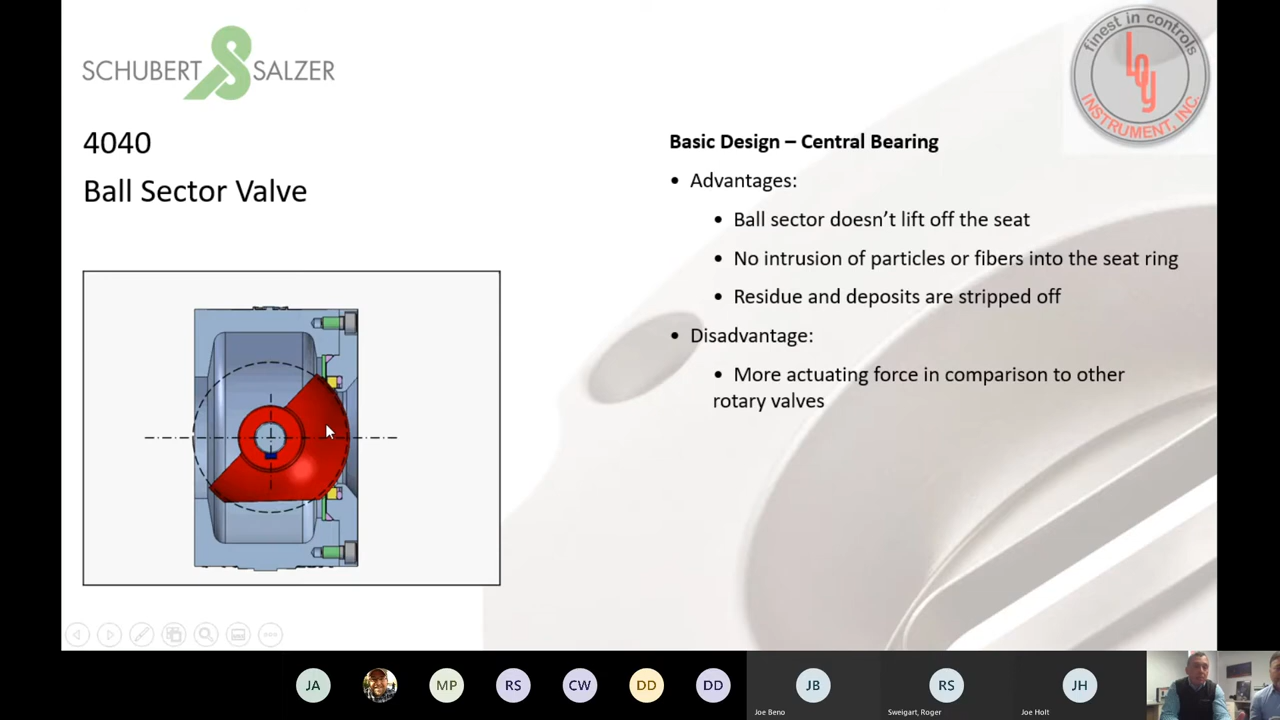 SCHUBERT SALZER
finest in controls
loy
INSTRUMENT, INC.
4040
Ball Sector Valve
Basic Design – Central Bearing
• Advantages:
• Ball sector doesn’t lift off the seat
• No intrusion of particles or fibers into the seat ring
• Residue and deposits are stripped off
• Disadvantage:
• More actuating force in comparison to other
rotary valves
JA
MP
RS
CW
DD
DD
JB
RS
JH
Joe Beno
Sweigart, Roger
Joe Holt